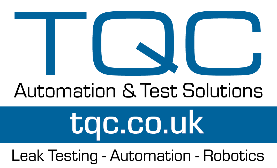 TQC
Automation & Test Solutions
tqc.co.uk
Leak Testing - Automation - Robotics